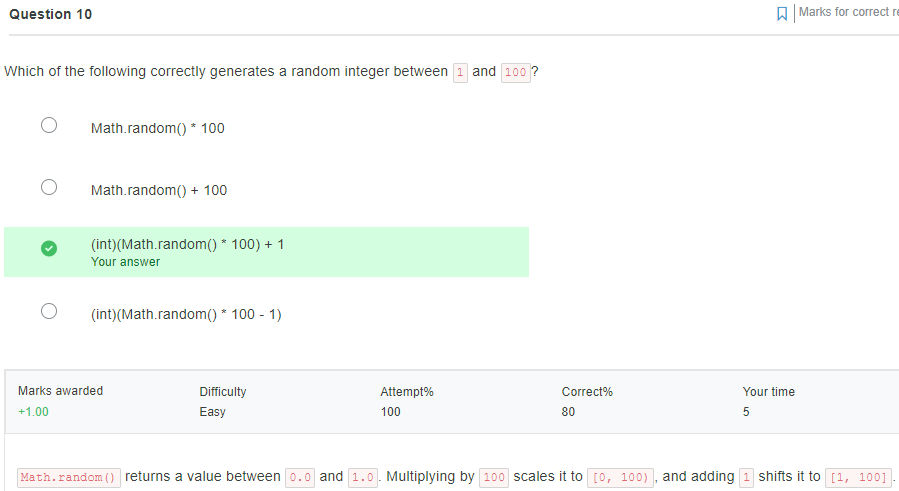 Question 10
Marks for correct re
Which of the following correctly generates a random integer between 1 and 100?
Math.random() * 100
Math.random() + 100
(int)(Math.random() * 100) + 1
Your answer
(int)(Math.random() * 100 - 1)
Marks awarded Difficulty Attempt% Correct% Your time
+1.00 Easy 100 80 5
Math.random() returns a value between 0.0 and 1.0. Multiplying by 100 scales it to [0, 100), and adding 1 shifts it to [1, 100].